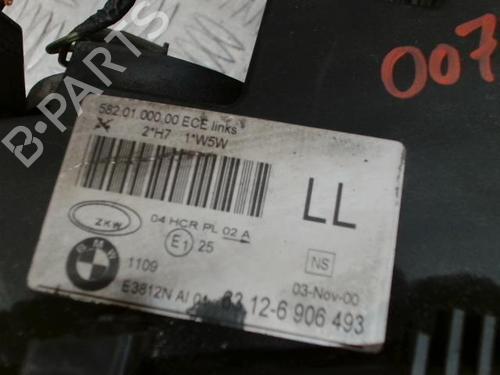 B-PARTS
007
582.01.000.00 ECE links
2*H7 1*W5W
LL
ZKW
04 HCR PL 02 A
E1 25
NS
BMW
1109
03-Nov-00
E3812N AI 01
63 12-6 906 493